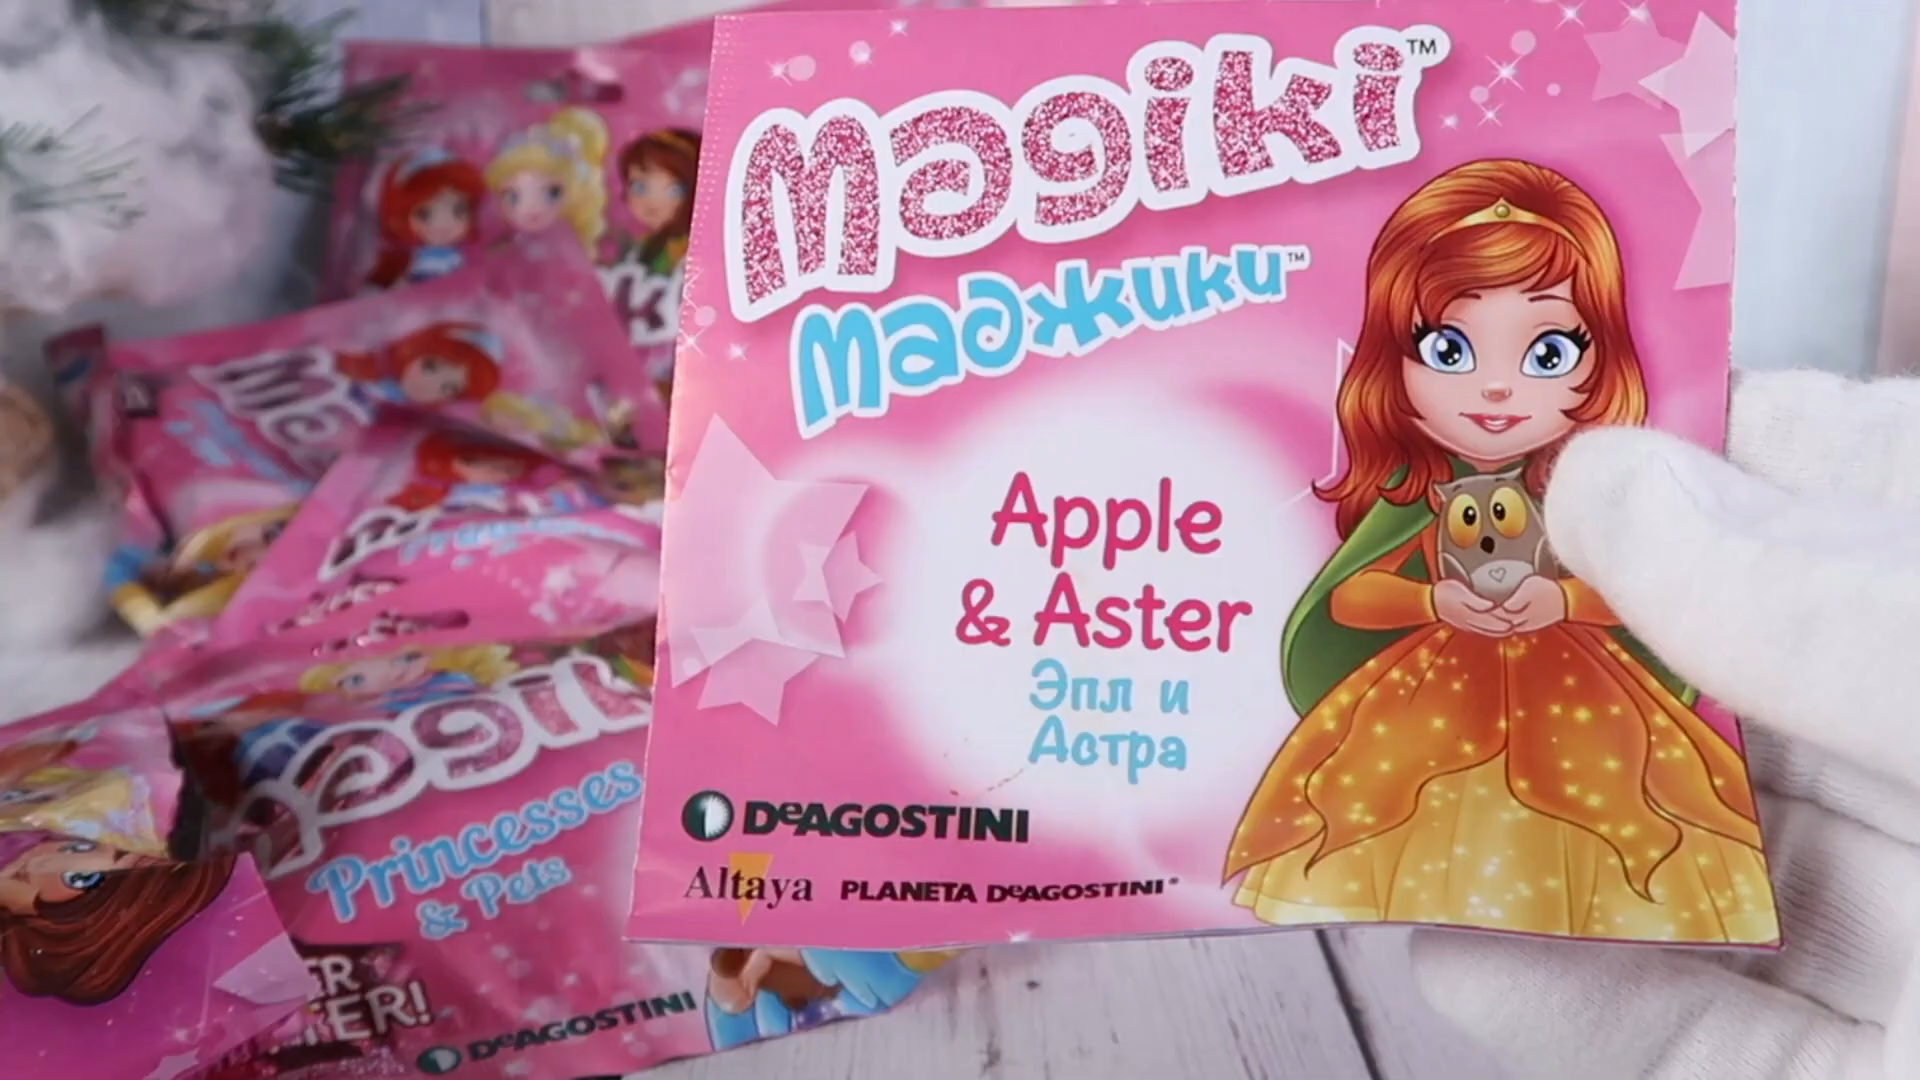 Magiki™
Маджики™
Apple
& Aster
Эпл и
Астра
DeAGOSTINI
Altaya PLANETA DeAGOSTINI
Princesses
& Pets
DeAGOSTINI